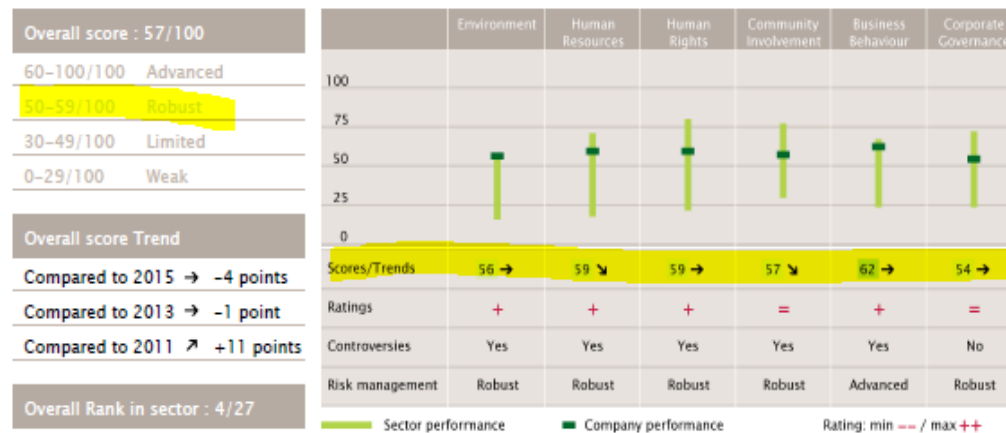 Overall score : 57/100
60-100/100 Advanced
50-59/100 Robust
30-49/100 Limited
0-29/100 Weak
Overall score Trend
Compared to 2015 → -4 points
Compared to 2013 → -1 point
Compared to 2011 ↗ +11 points
Overall Rank in sector : 4/27
Environment Human Resources Human Rights Community Involvement Business Behaviour Corporate Governance
100
75
50
25
0
Scores/Trends 56 → 59 ↘ 59 → 57 ↘ 62 → 54 →
Ratings + + + = + =
Controversies Yes Yes Yes Yes Yes No
Risk management Robust Robust Robust Robust Advanced Robust
Sector performance Company performance Rating: min -- / max ++